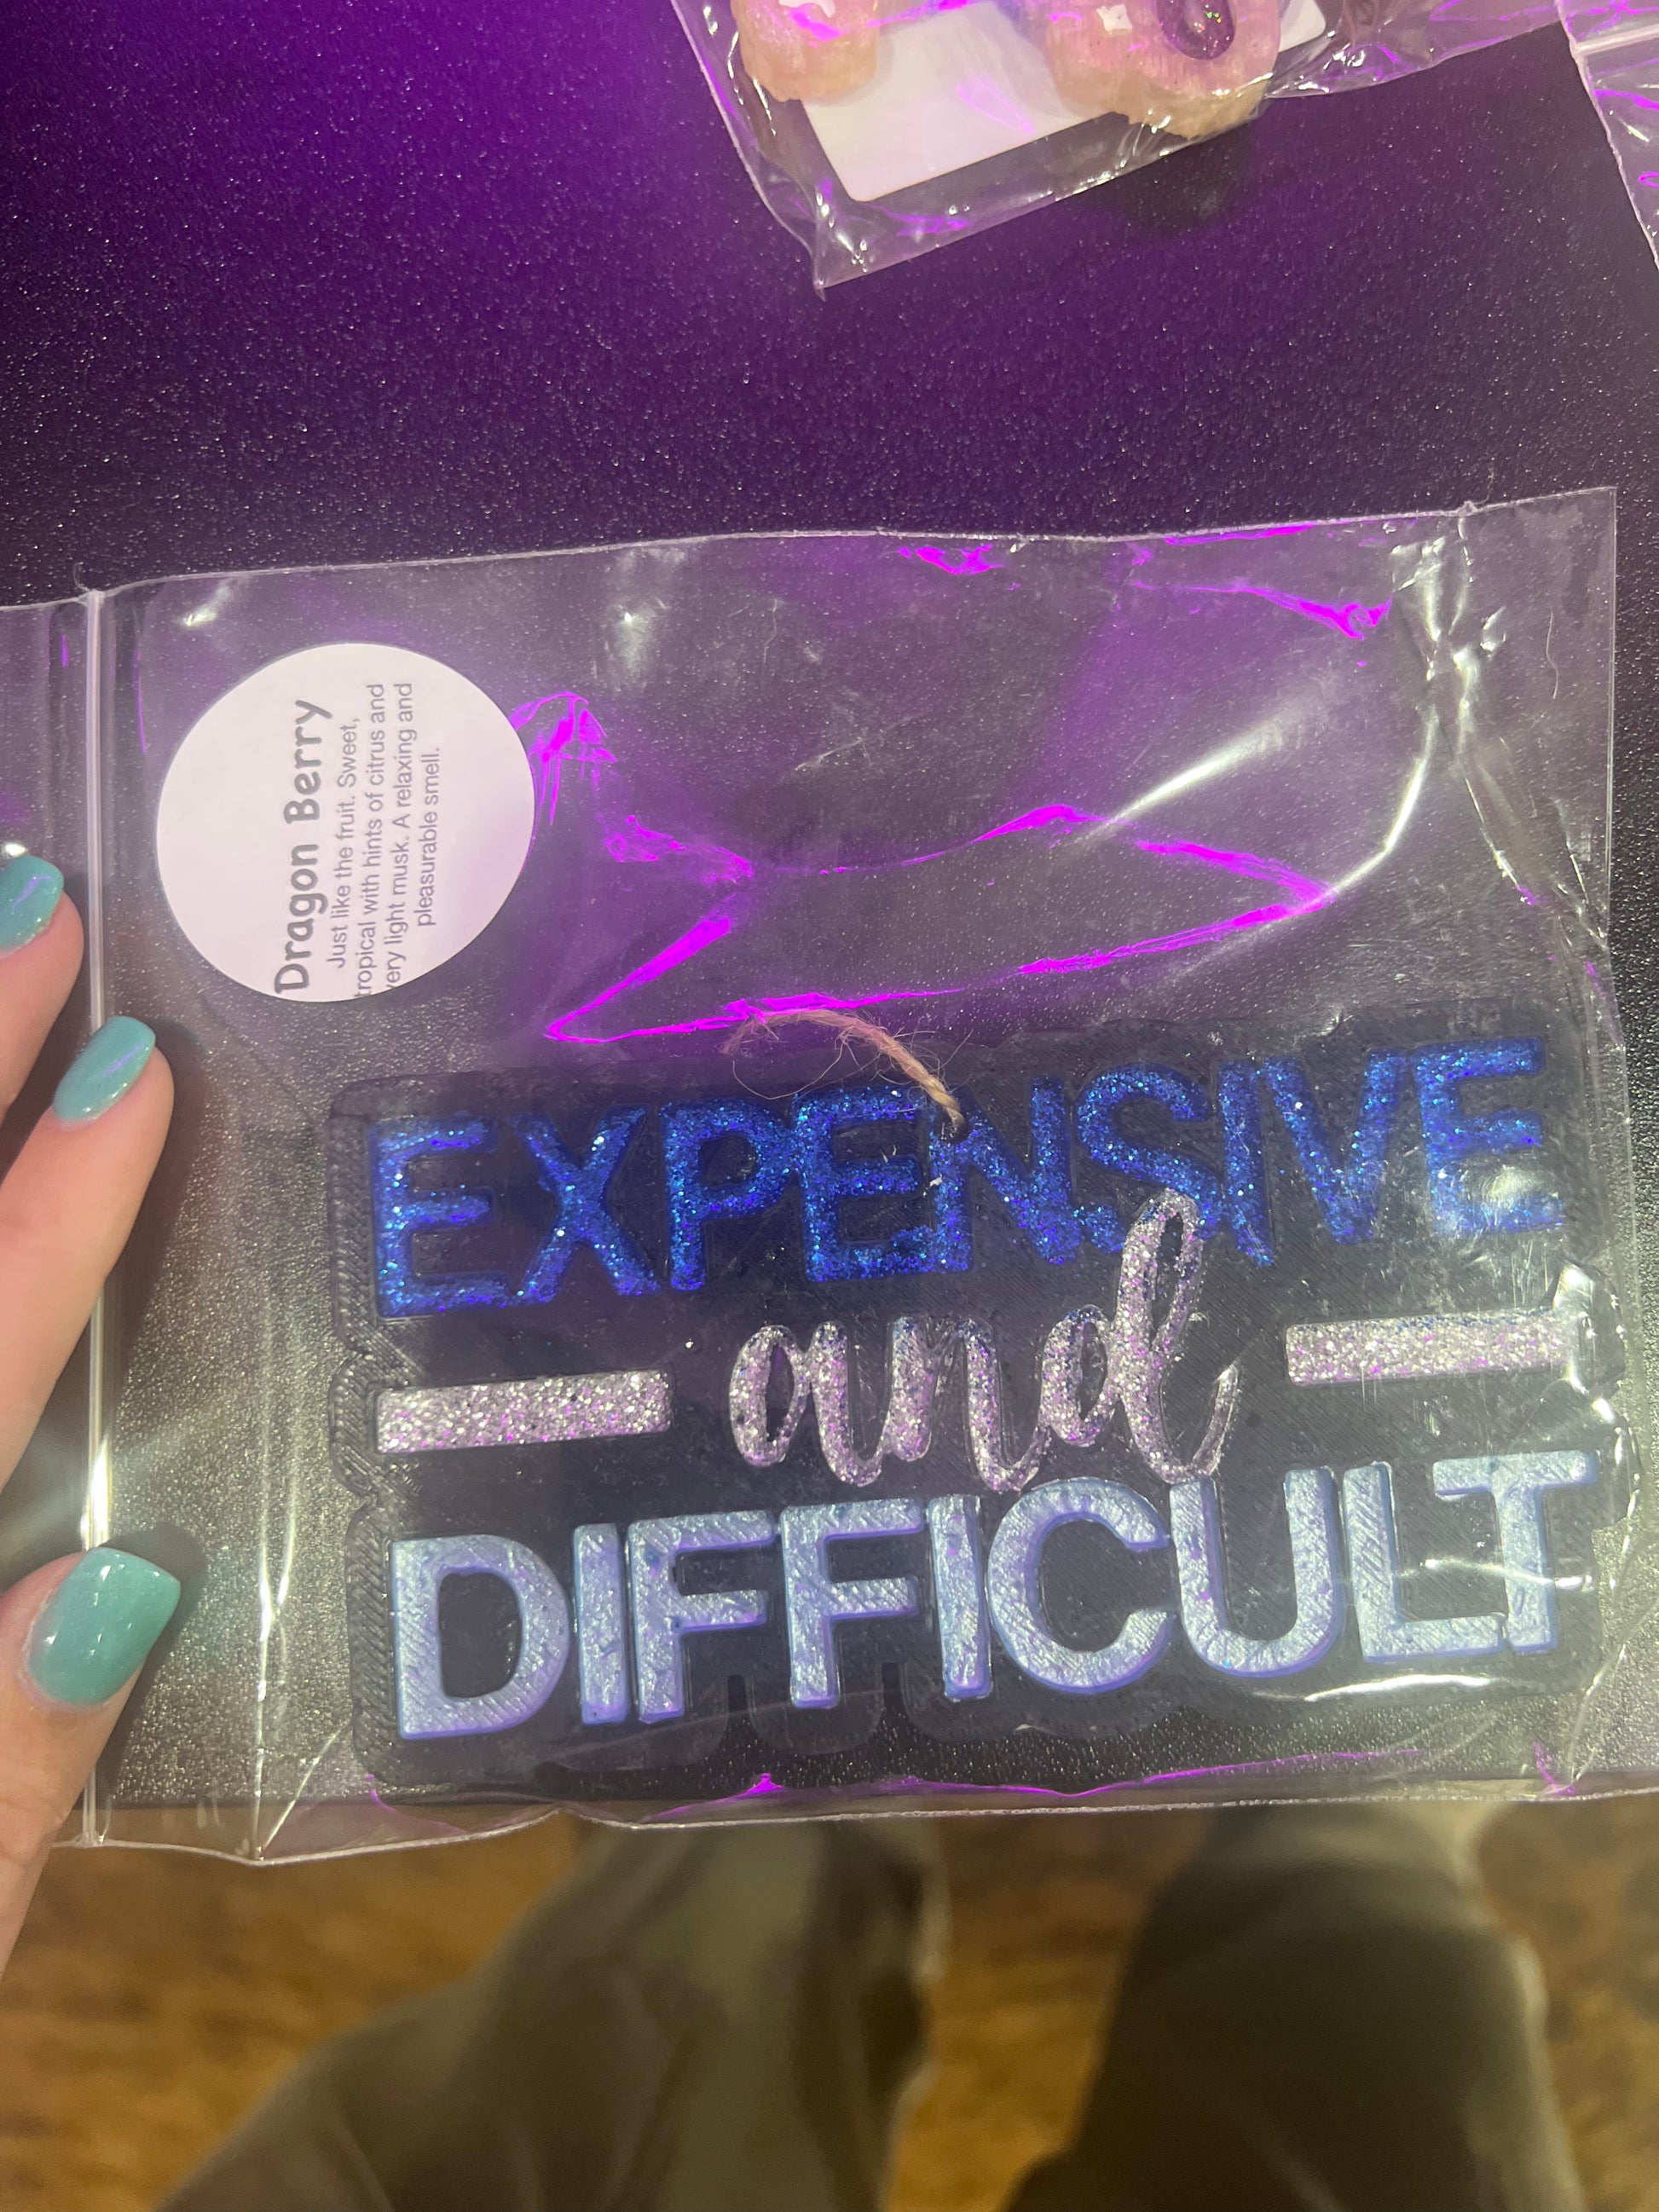 Dragon Berry
Just like the fruit. Sweet,
tropical with hints of citrus and
very light musk. A relaxing and
pleasurable smell.
EXPENSIVE
and
DIFFICULT